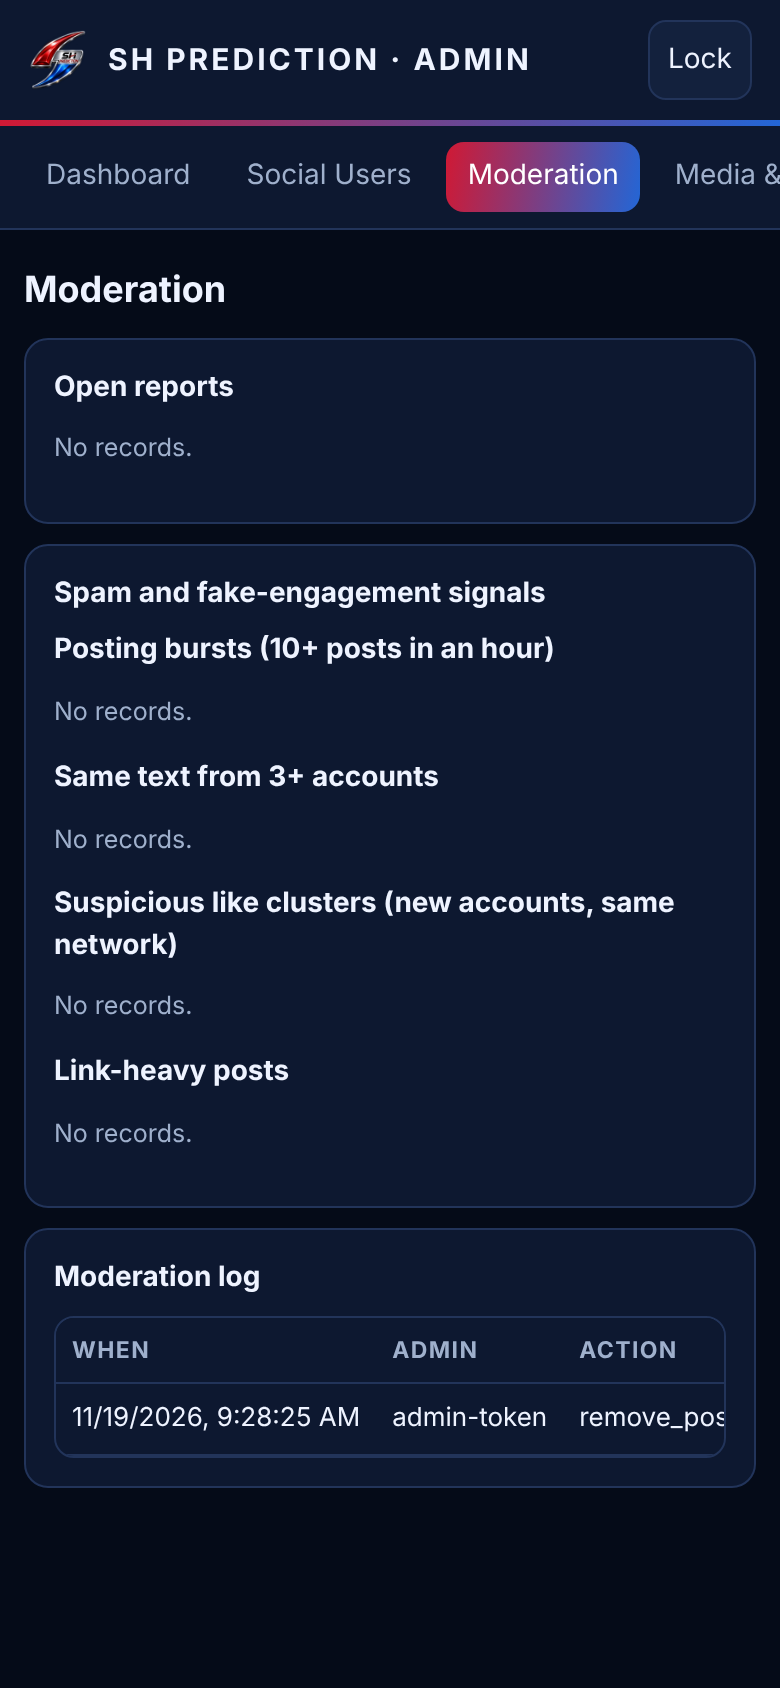 SH
SH PREDICTION · ADMIN
Lock
Dashboard
Social Users
Moderation
Media &
Moderation
Open reports
No records.
Spam and fake-engagement signals
Posting bursts (10+ posts in an hour)
No records.
Same text from 3+ accounts
No records.
Suspicious like clusters (new accounts, same
network)
No records.
Link-heavy posts
No records.
Moderation log
WHEN ADMIN ACTION
11/19/2026, 9:28:25 AM admin-token remove_pos